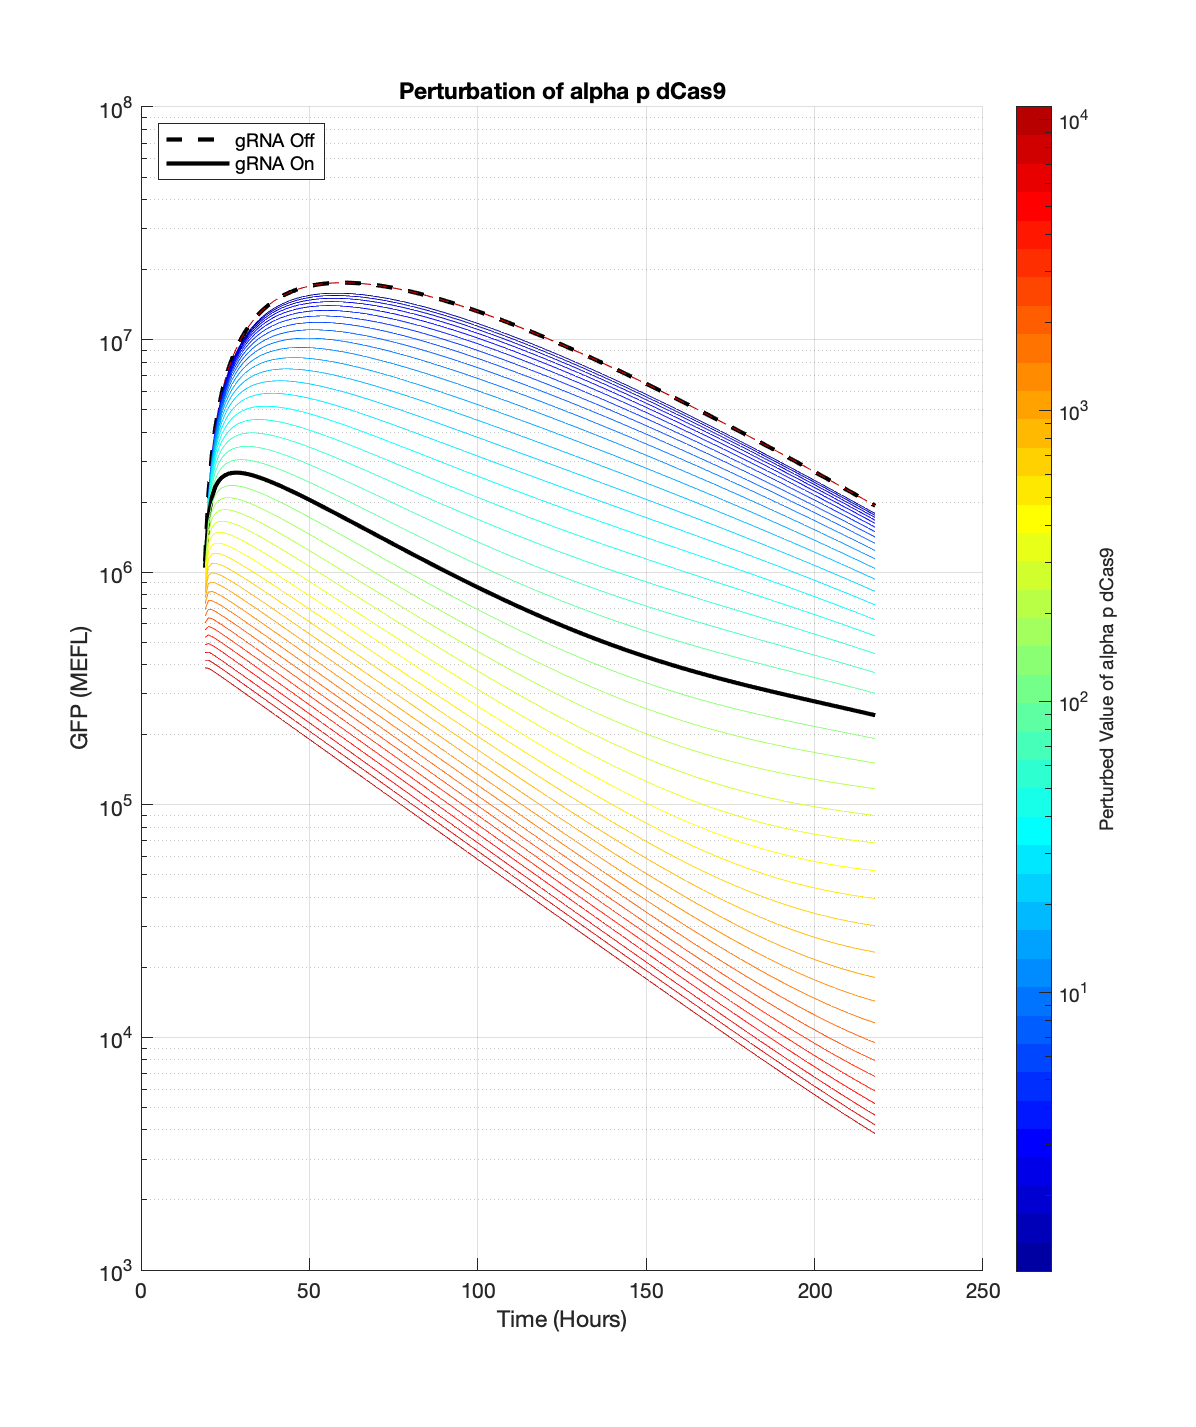 Perturbation of alpha p dCas9
gRNA Off
gRNA On
10^8
10^7
10^6
10^5
10^4
10^3
GFP (MEFL)
0 50 100 150 200 250
Time (Hours)
10^4
10^3
10^2
10^1
Perturbed Value of alpha p dCas9